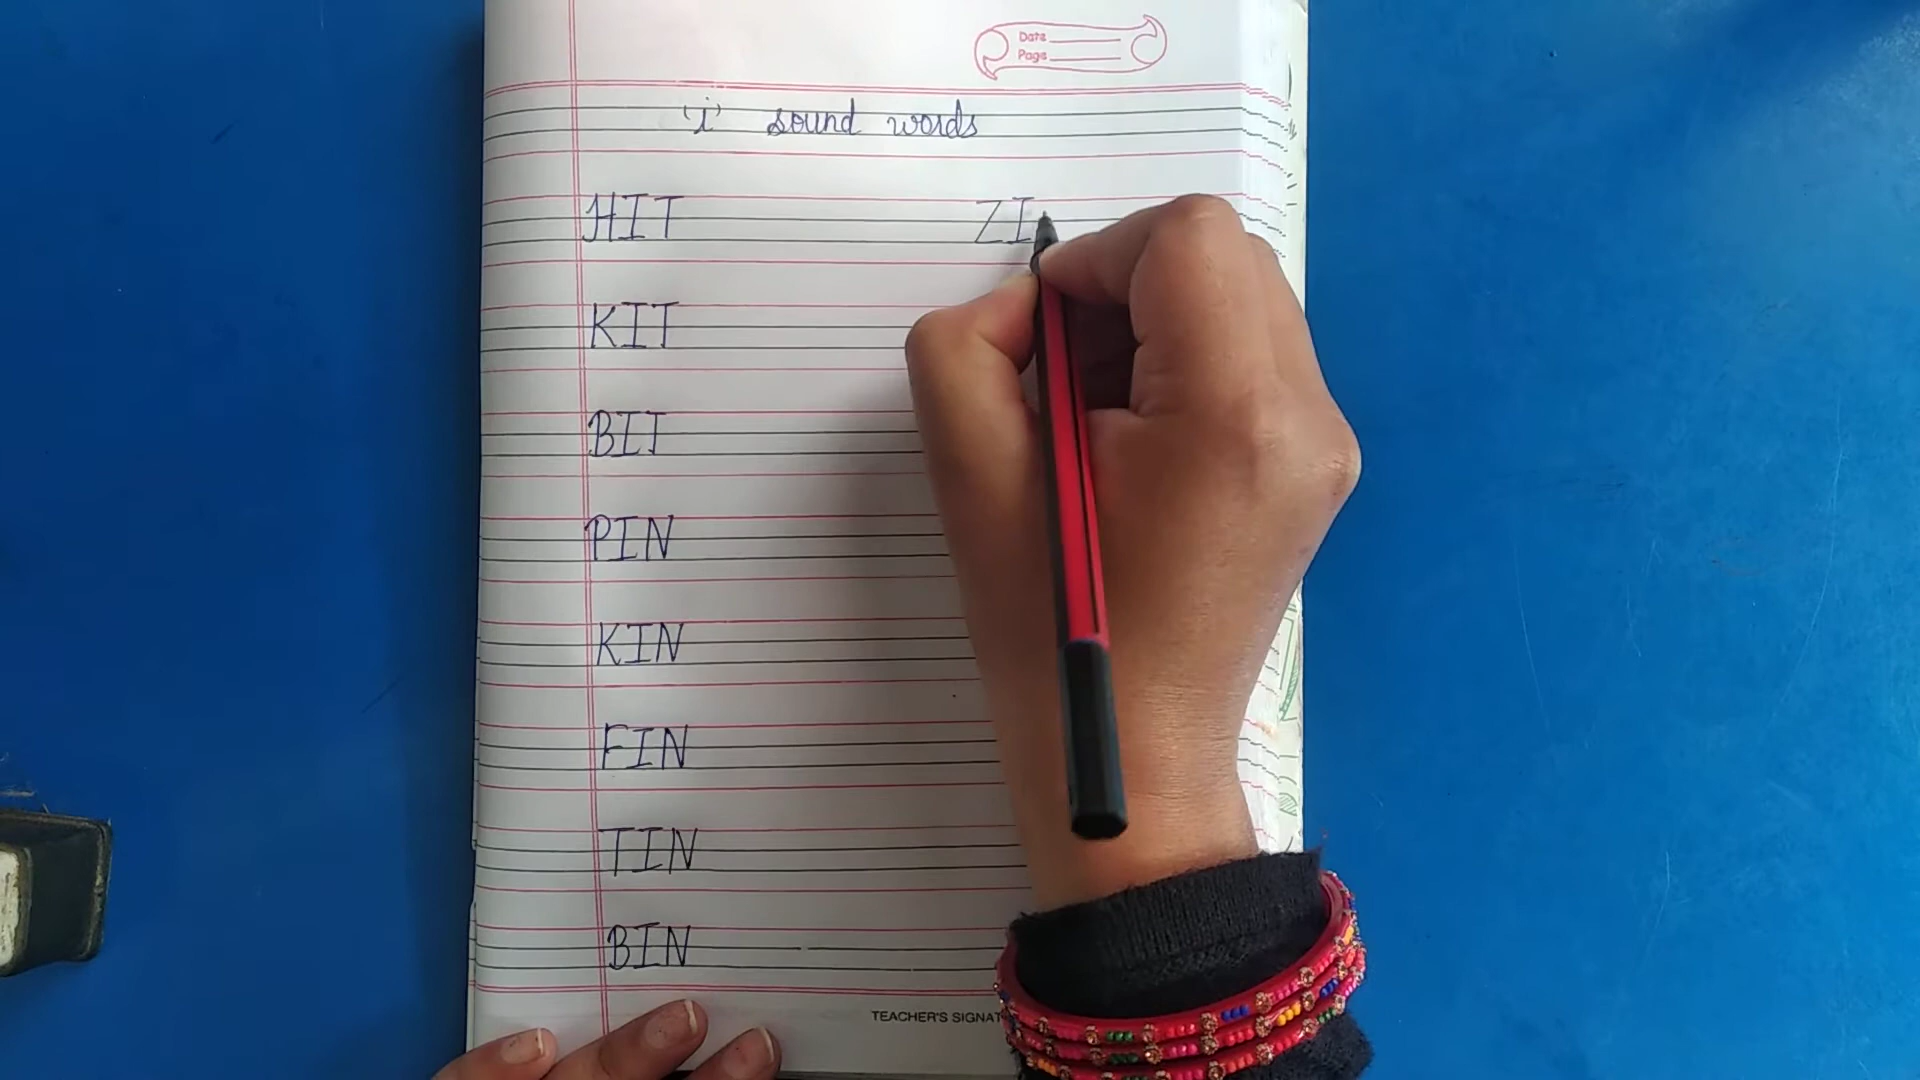 Date
Page
'i' sound words
HIT ZI
KIT
BIT
PIN
KIN
FIN
TIN
BIN
TEACHER'S SIGNAT